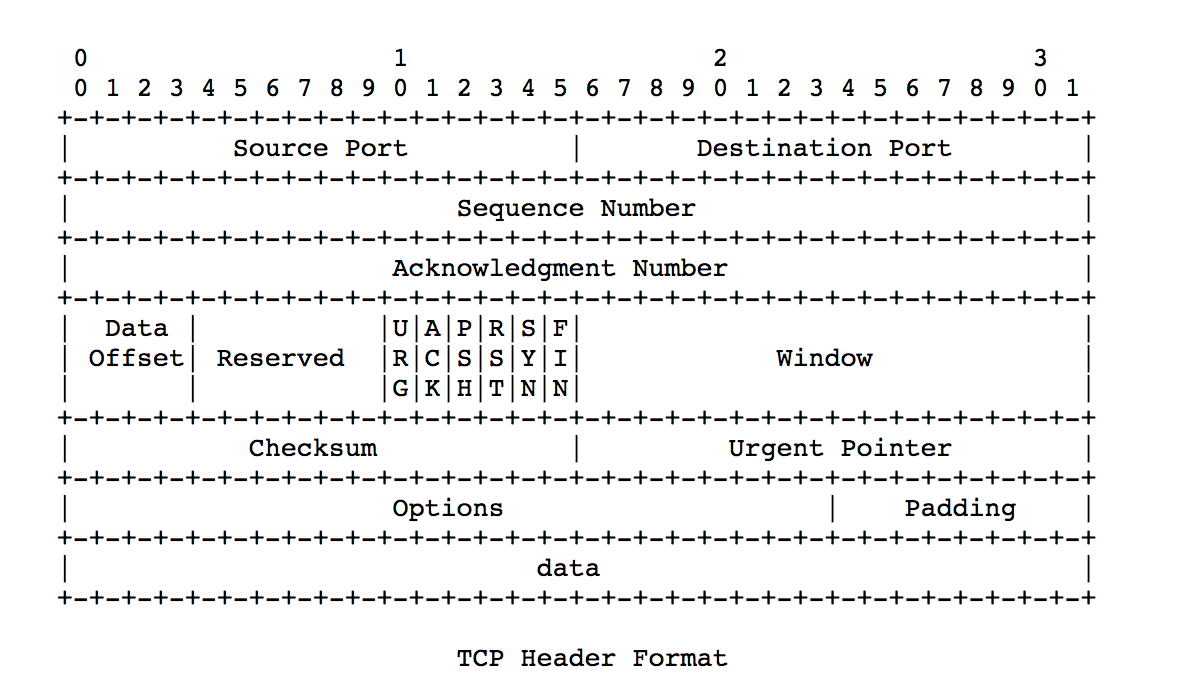 0                   1                   2                   3
    0 1 2 3 4 5 6 7 8 9 0 1 2 3 4 5 6 7 8 9 0 1 2 3 4 5 6 7 8 9 0 1
   +-+-+-+-+-+-+-+-+-+-+-+-+-+-+-+-+-+-+-+-+-+-+-+-+-+-+-+-+-+-+-+-+
   |          Source Port          |       Destination Port        |
   +-+-+-+-+-+-+-+-+-+-+-+-+-+-+-+-+-+-+-+-+-+-+-+-+-+-+-+-+-+-+-+-+
   |                        Sequence Number                        |
   +-+-+-+-+-+-+-+-+-+-+-+-+-+-+-+-+-+-+-+-+-+-+-+-+-+-+-+-+-+-+-+-+
   |                    Acknowledgment Number                      |
   +-+-+-+-+-+-+-+-+-+-+-+-+-+-+-+-+-+-+-+-+-+-+-+-+-+-+-+-+-+-+-+-+
   |  Data |           |U|A|P|R|S|F|                               |
   | Offset| Reserved  |R|C|S|S|Y|I|            Window             |
   |       |           |G|K|H|T|N|N|                               |
   +-+-+-+-+-+-+-+-+-+-+-+-+-+-+-+-+-+-+-+-+-+-+-+-+-+-+-+-+-+-+-+-+
   |           Checksum            |         Urgent Pointer        |
   +-+-+-+-+-+-+-+-+-+-+-+-+-+-+-+-+-+-+-+-+-+-+-+-+-+-+-+-+-+-+-+-+
   |                    Options                    |    Padding    |
   +-+-+-+-+-+-+-+-+-+-+-+-+-+-+-+-+-+-+-+-+-+-+-+-+-+-+-+-+-+-+-+-+
   |                             data                              |
   +-+-+-+-+-+-+-+-+-+-+-+-+-+-+-+-+-+-+-+-+-+-+-+-+-+-+-+-+-+-+-+-+
                            TCP Header Format